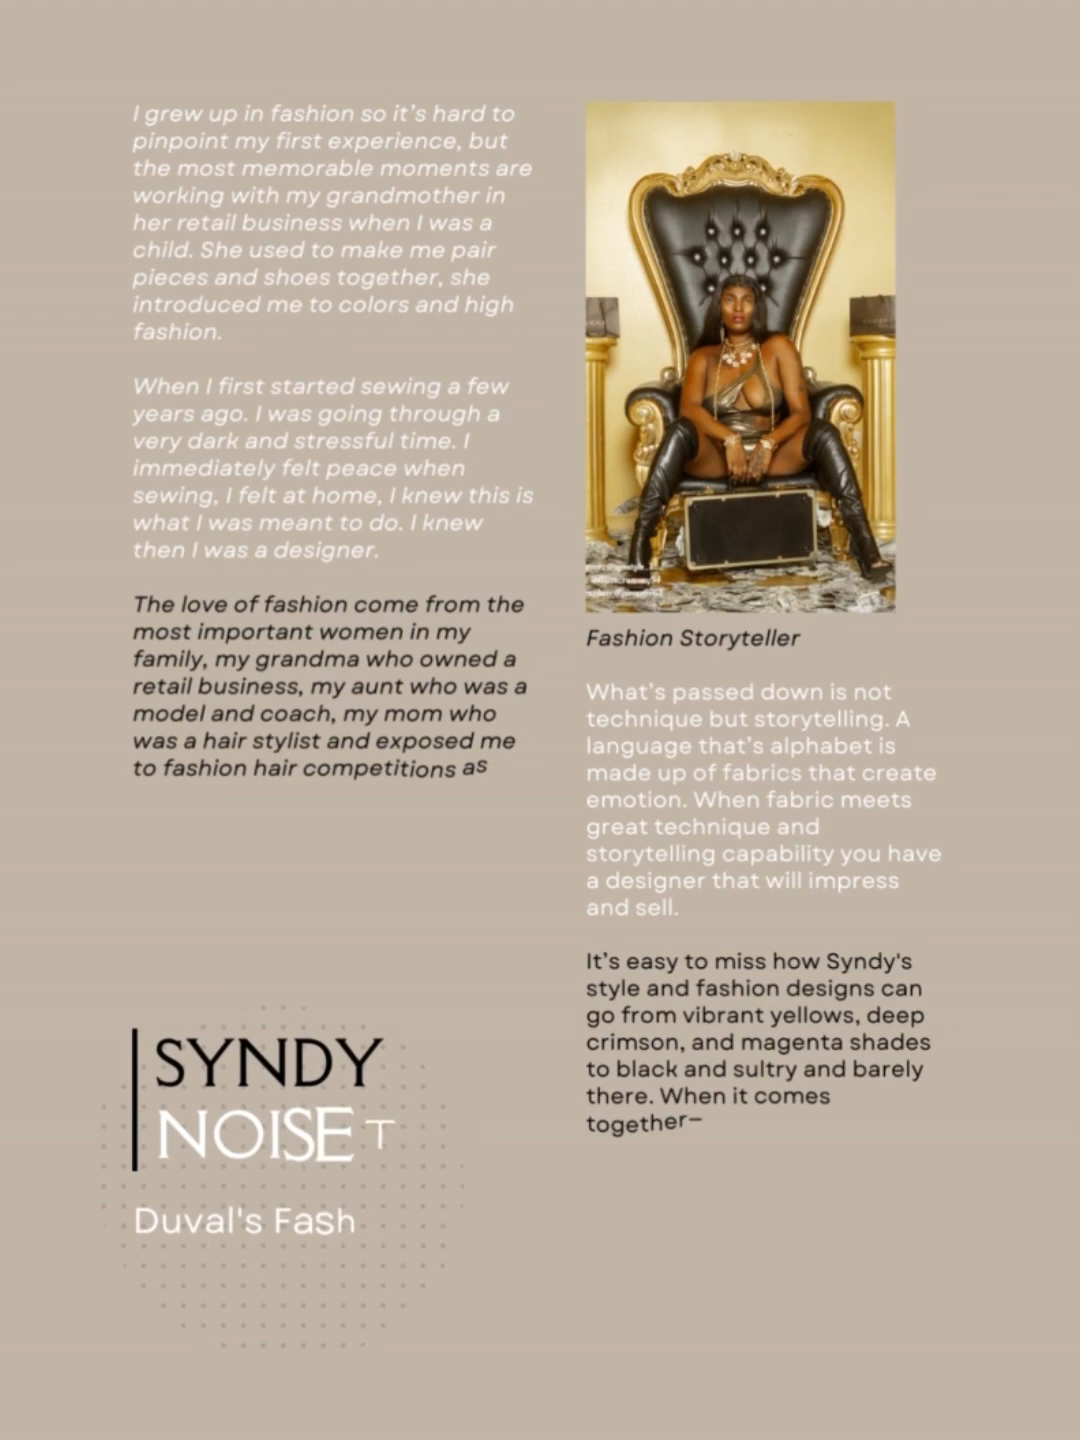 I grew up in fashion so it's hard to
pinpoint my first experience, but
the most memorable moments are
working with my grandmother in
her retail business when I was a
child. She used to make me pair
pieces and shoes together, she
introduced me to colors and high
fashion.
When I first started sewing a few
years ago. I was going through a
very dark and stressful time. I
immediately felt peace when
sewing, I felt at home, I knew this is
what I was meant to do. I knew
then I was a designer.
The love of fashion come from the
most important women in my
family, my grandma who owned a
retail business, my aunt who was a
model and coach, my mom who
was a hair stylist and exposed me
to fashion hair competitions as
SYNDY
NOISE T
Duval's Fash
Fashion Storyteller
What's passed down is not
technique but storytelling. A
language that's alphabet is
made up of fabrics that create
emotion. When fabric meets
great technique and
storytelling capability you have
a designer that will impress
and sell.
It's easy to miss how Syndy's
style and fashion designs can
go from vibrant yellows, deep
crimson, and magenta shades
to black and sultry and barely
there. When it comes
together—